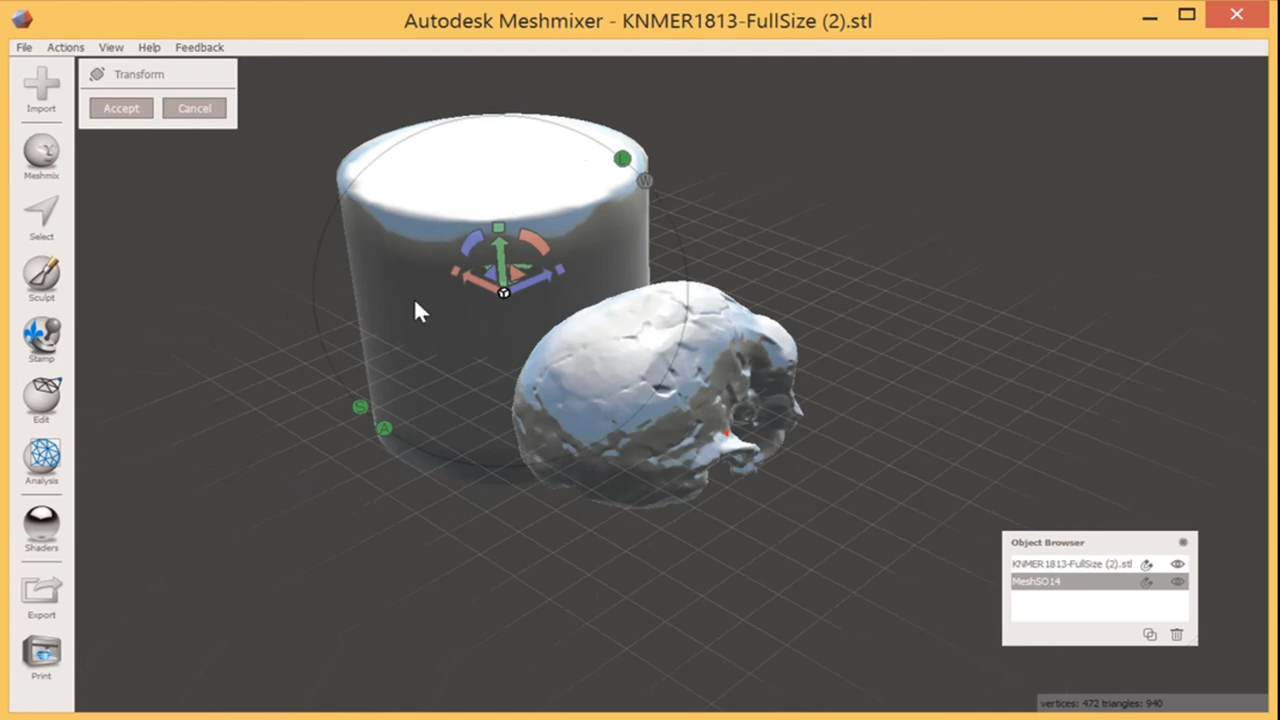 Autodesk Meshmixer - KNMER1813-FullSize (2).stl
File Actions View Help Feedback
Transform
Accept Cancel
Import
Meshmix
Select
Sculpt
Stamp
Edit
Analysis
Shaders
Export
Print
L
W
S
A
Object Browser
KNMER1813-FullSize (2).stl
MeshSO14
vertices: 472 triangles: 940